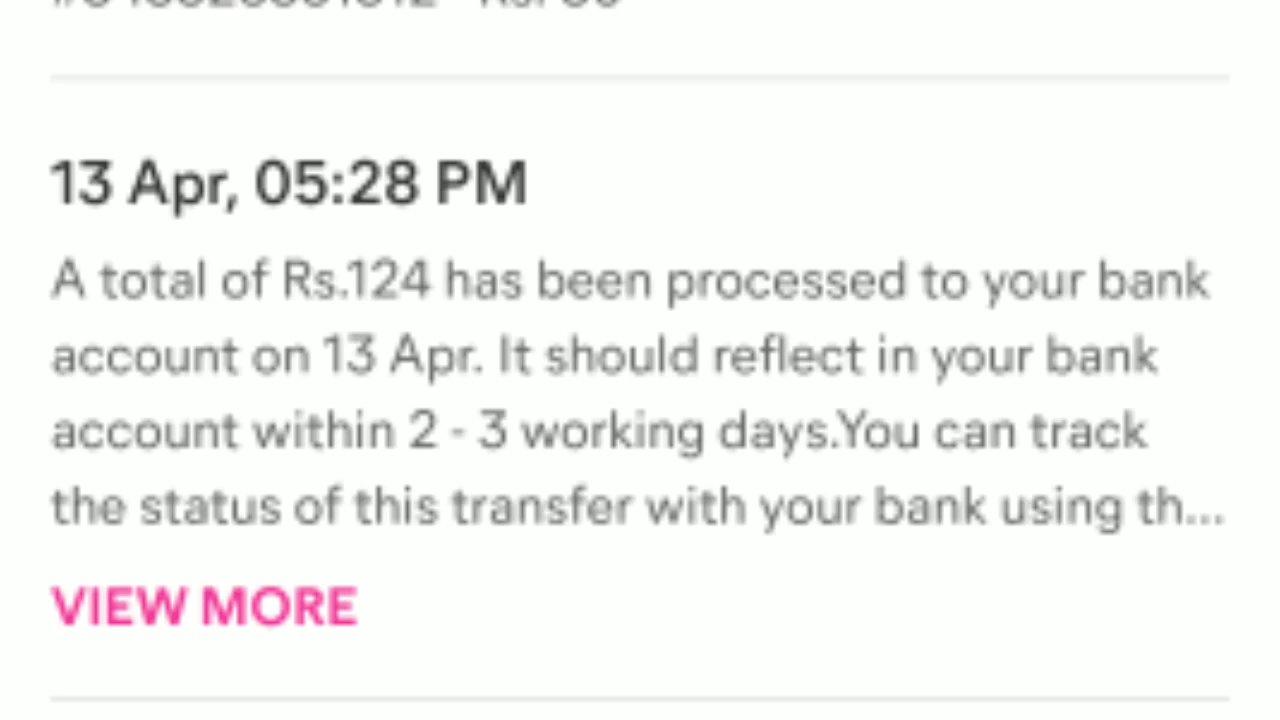 13 Apr, 05:28 PM
A total of Rs.124 has been processed to your bank
account on 13 Apr. It should reflect in your bank
account within 2 - 3 working days.You can track
the status of this transfer with your bank using th...
VIEW MORE